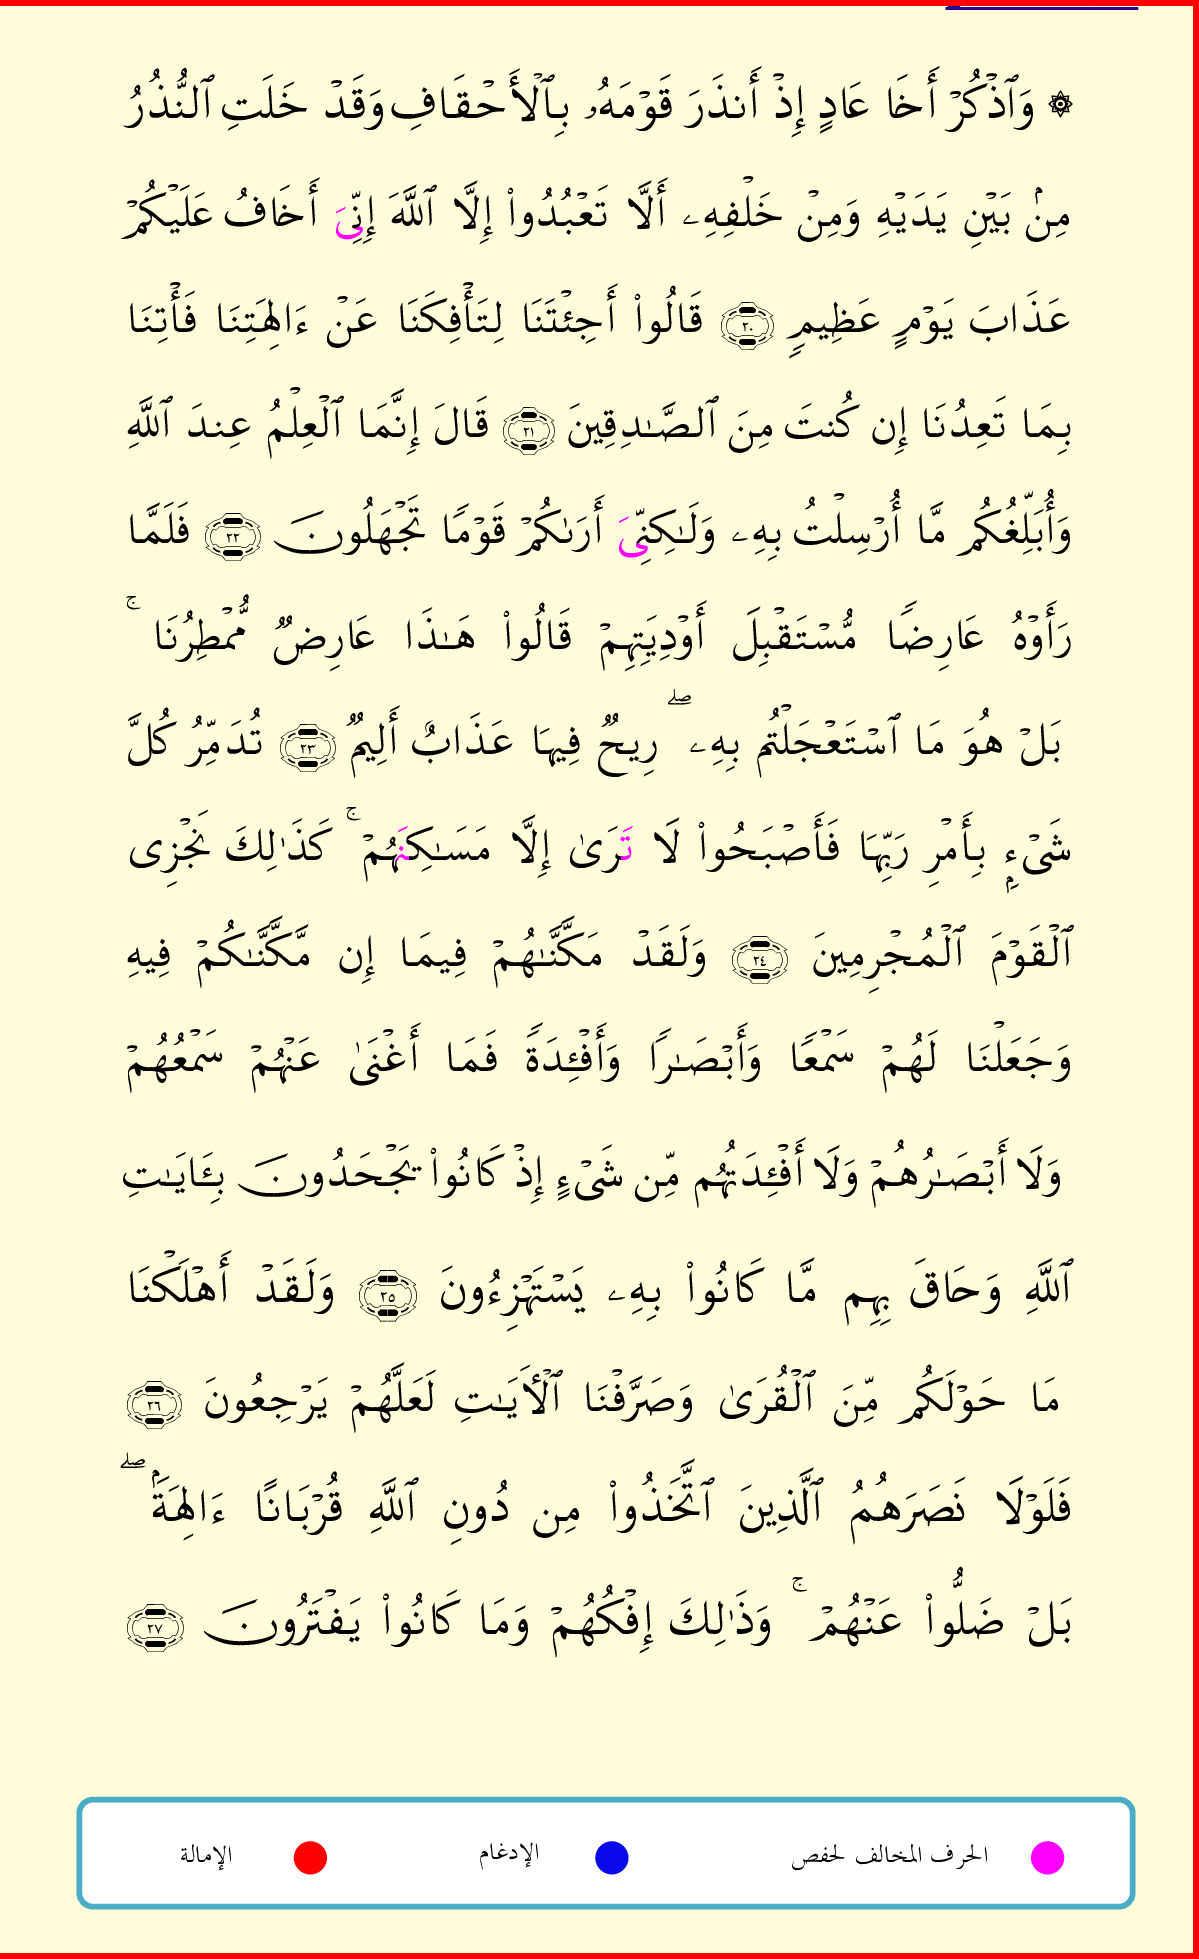 ۞ وَٱذۡكُرۡ أَخَا عَادٍ إِذۡ أَنذَرَ قَوۡمَهُۥ بِٱلۡأَحۡقَافِ وَقَدۡ خَلَتِ ٱلنُّذُرُ
مِنۢ بَيۡنِ يَدَيۡهِ وَمِنۡ خَلۡفِهِۦ أَلَّا تَعۡبُدُواْ إِلَّا ٱللَّهَ إِنِّيَ أَخَافُ عَلَيۡكُمۡ
عَذَابَ يَوۡمٍ عَظِيمٖ ٢٠ قَالُواْ أَجِئۡتَنَا لِتَأۡفِكَنَا عَنۡ ءَالِهَتِنَا فَأۡتِنَا
بِمَا تَعِدُنَا إِن كُنتَ مِنَ ٱلصَّٰدِقِينَ ٢١ قَالَ إِنَّمَا ٱلۡعِلۡمُ عِندَ ٱللَّهِ
وَأُبَلِّغُكُم مَّا أُرۡسِلۡتُ بِهِۦ وَلَٰكِنِّيَ أَرَىٰكُمۡ قَوۡمٗا تَجۡهَلُونَ ٢٢ فَلَمَّا
رَأَوۡهُ عَارِضٗا مُّسۡتَقۡبِلَ أَوۡدِيَتِهِمۡ قَالُواْ هَٰذَا عَارِضٞ مُّمۡطِرُنَاۚ
بَلۡ هُوَ مَا ٱسۡتَعۡجَلۡتُم بِهِۦۖ رِيحٞ فِيهَا عَذَابٌ أَلِيمٞ ٢٣ تُدَمِّرُ كُلَّ
شَيۡءِۭ بِأَمۡرِ رَبِّهَا فَأَصۡبَحُواْ لَا تَرَىٰ إِلَّا مَسَٰكِنَهُمۡۚ كَذَٰلِكَ نَجۡزِي
ٱلۡقَوۡمَ ٱلۡمُجۡرِمِينَ ٢٤ وَلَقَدۡ مَكَّنَّٰهُمۡ فِيمَا إِن مَّكَّنَّٰكُمۡ فِيهِ
وَجَعَلۡنَا لَهُمۡ سَمۡعٗا وَأَبۡصَٰرٗا وَأَفۡـِٔدَةٗ فَمَا أَغۡنَىٰ عَنۡهُمۡ سَمۡعُهُمۡ
وَلَا أَبۡصَٰرُهُمۡ وَلَا أَفۡـِٔدَتُهُم مِّن شَيۡءٍ إِذۡ كَانُواْ يَجۡحَدُونَ بِـَٔايَٰتِ
ٱللَّهِ وَحَاقَ بِهِم مَّا كَانُواْ بِهِۦ يَسۡتَهۡزِءُونَ ٢٥ وَلَقَدۡ أَهۡلَكۡنَا
مَا حَوۡلَكُم مِّنَ ٱلۡقُرَىٰ وَصَرَّفۡنَا ٱلۡأٓيَٰتِ لَعَلَّهُمۡ يَرۡجِعُونَ ٢٦
فَلَوۡلَا نَصَرَهُمُ ٱلَّذِينَ ٱتَّخَذُواْ مِن دُونِ ٱللَّهِ قُرۡبَانًا ءَالِهَةَۢۖ
بَلۡ ضَلُّواْ عَنۡهُمۡۚ وَذَٰلِكَ إِفۡكُهُمۡ وَمَا كَانُواْ يَفۡتَرُونَ ٢٧
الحرف المخالف لحفص الإدغام الإمالة